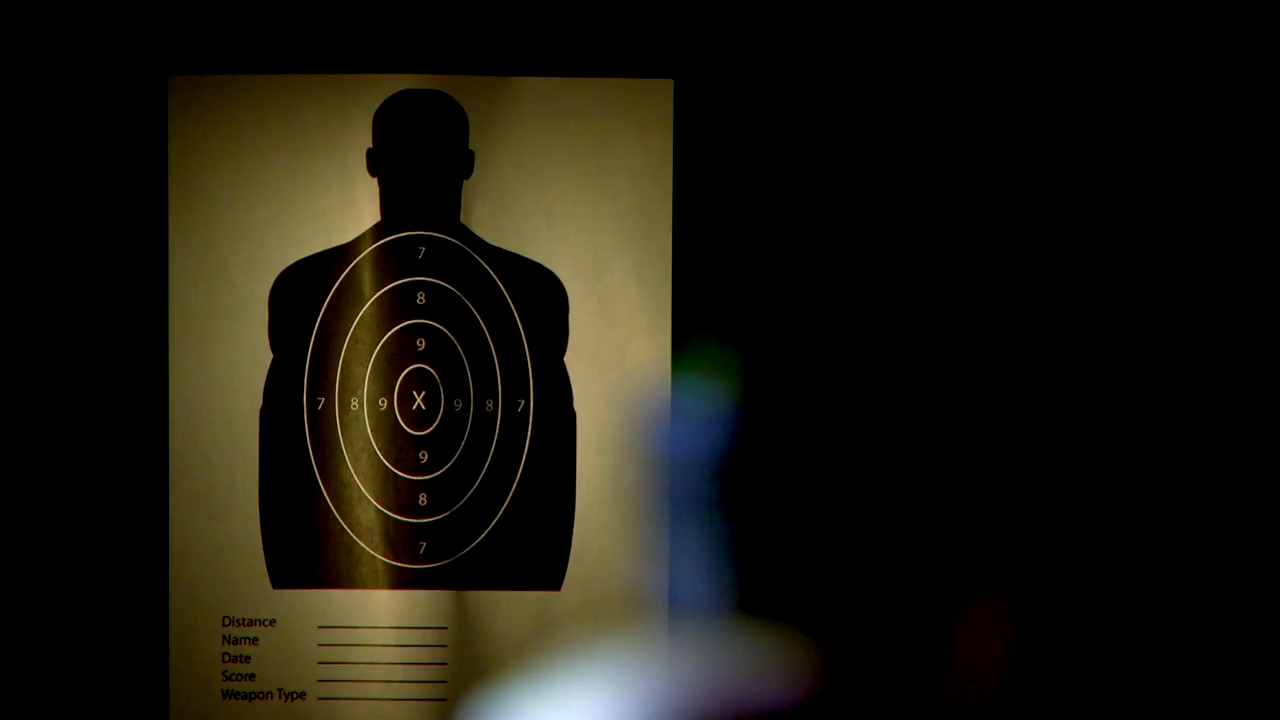 7
8
9
7 8 9 X 9 8 7
9
8
7
Distance
Name
Date
Score
Weapon Type